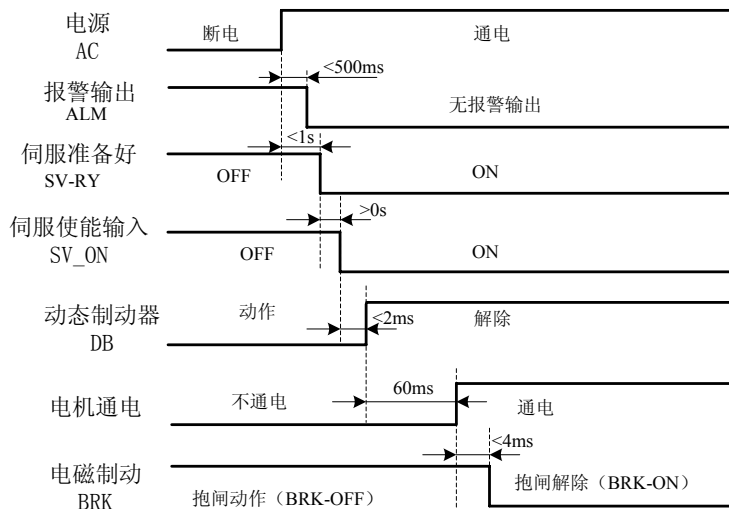 电源
AC
断电
通电
<500ms
报警输出
ALM
无报警输出
<1s
伺服准备好
SV-RY
OFF
ON
>0s
伺服使能输入
SV_ON
OFF
ON
动态制动器
DB
动作
<2ms
解除
电机通电
不通电
60ms
通电
<4ms
电磁制动
BRK
抱闸动作（BRK-OFF）
抱闸解除（BRK-ON）